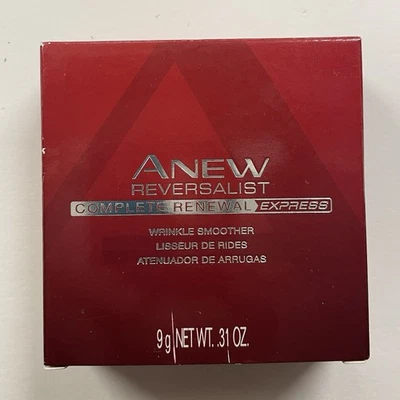 ANEW
REVERSALIST
COMPLETE RENEWAL EXPRESS
WRINKLE SMOOTHER
LISSEUR DE RIDES
ATENUADOR DE ARRUGAS
9 g NET WT. .31 OZ.